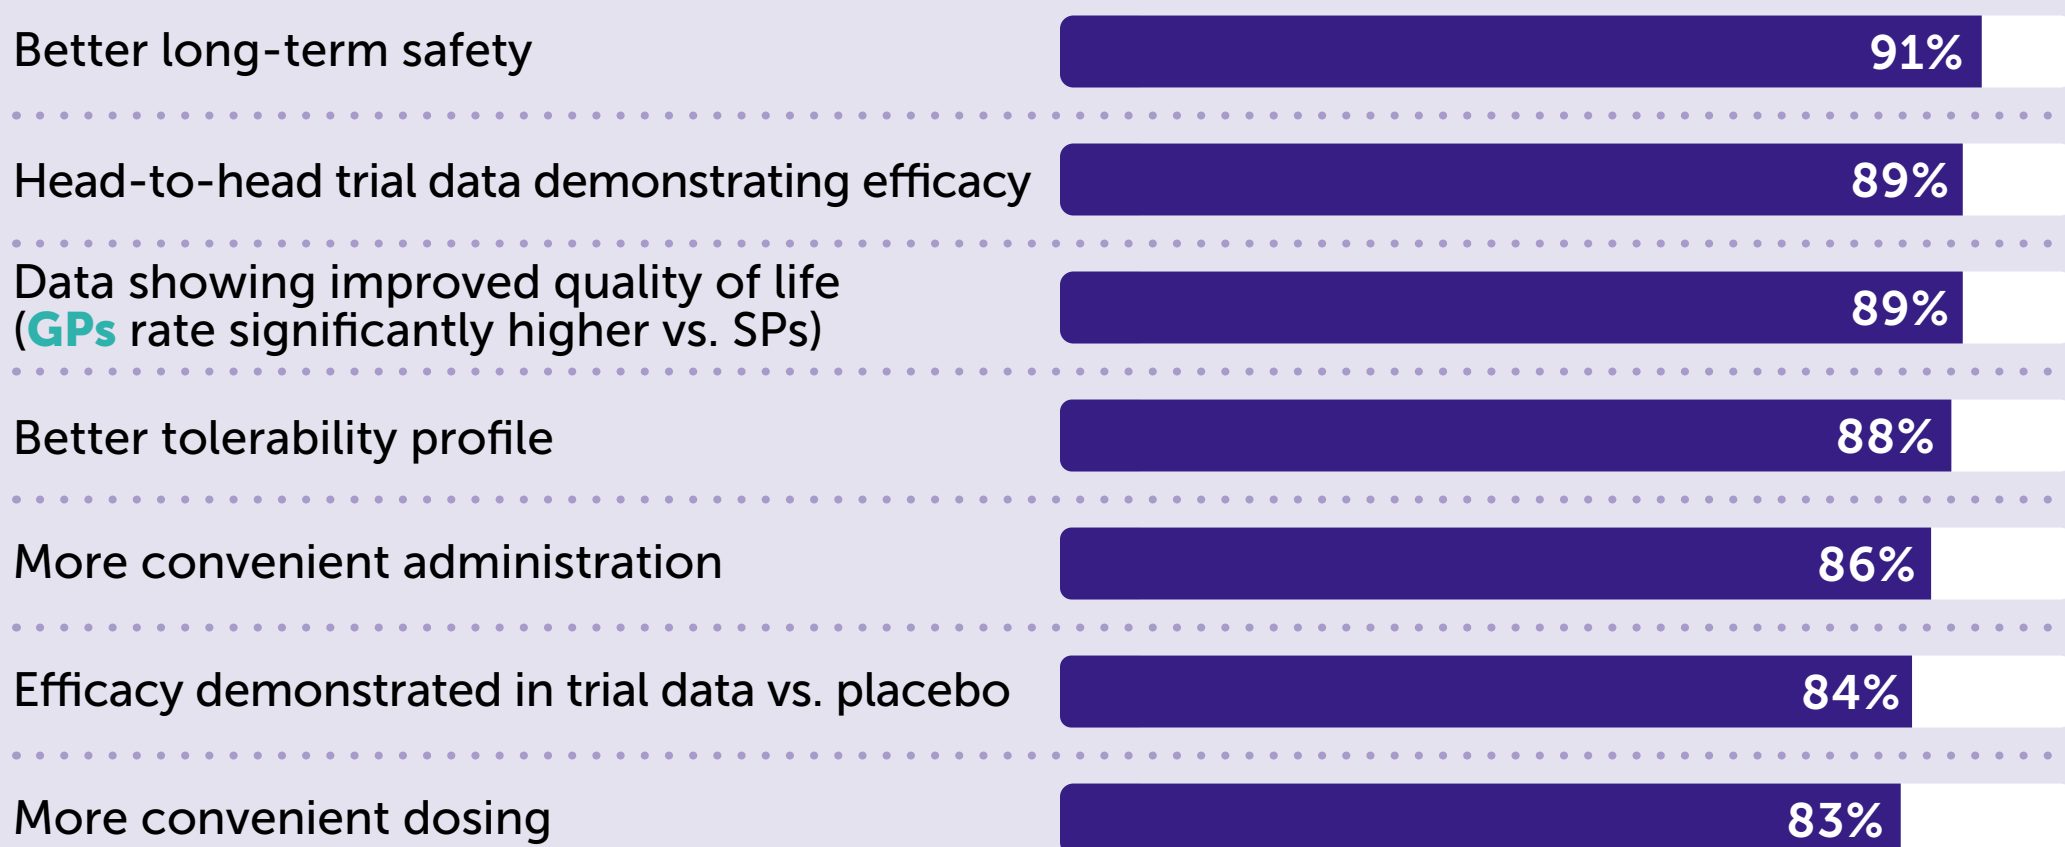 Better long-term safety
91%
Head-to-head trial data demonstrating efficacy
89%
Data showing improved quality of life
(GPs rate significantly higher vs. SPs)
89%
Better tolerability profile
88%
More convenient administration
86%
Efficacy demonstrated in trial data vs. placebo
84%
More convenient dosing
83%